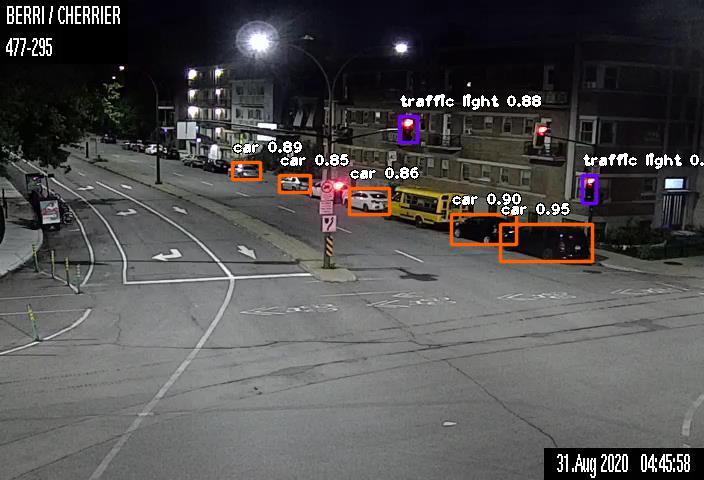 BERRI / CHERRIER
477-295
traffic light 0.88
car 0.89
car 0.85
traffic light 0.
car 0.86
car 0.90
car 0.95
31.Aug 2020 04:45:58